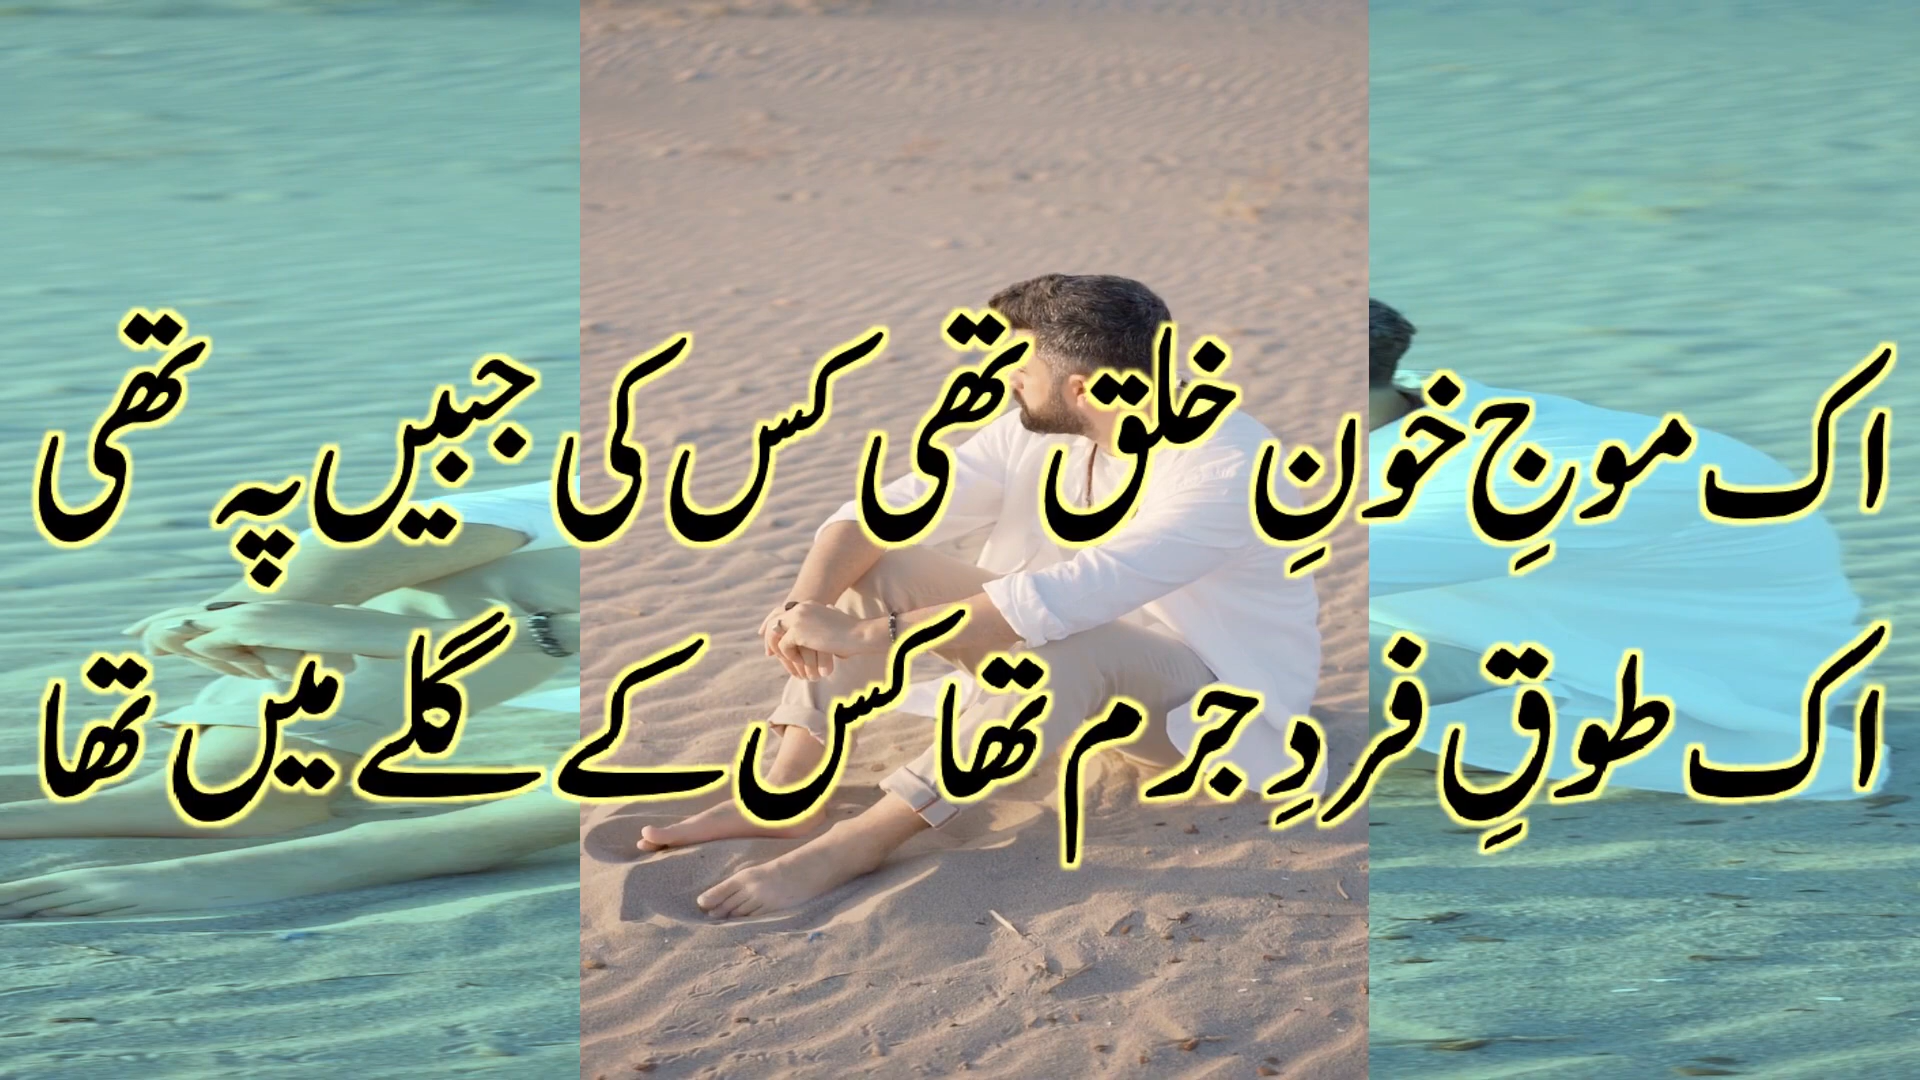 اک موجِ خونِ خلق تھی کس کی جبیں پہ تھی
اک طوقِ فردِ جرم تھا کس کے گلے میں تھا